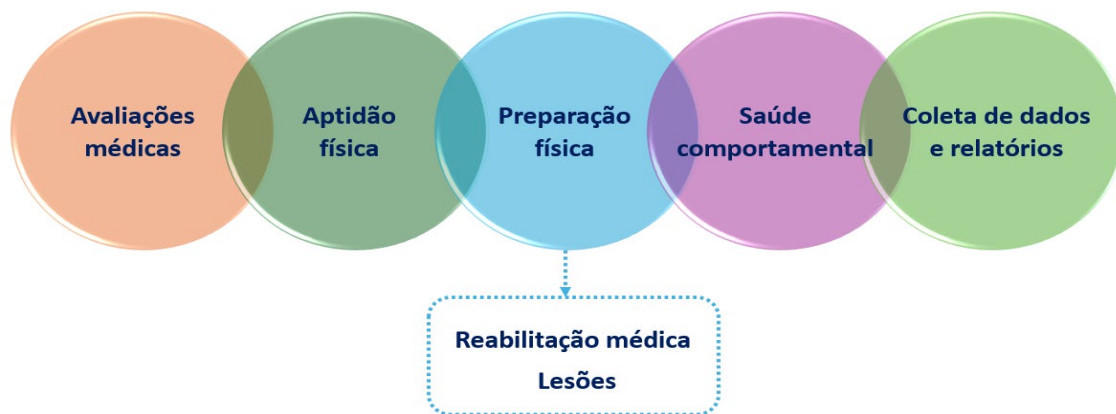 Avaliações
médicas
Aptidão
física
Preparação
física
Saúde
comportamental
Coleta de dados
e relatórios
Reabilitação médica
Lesões